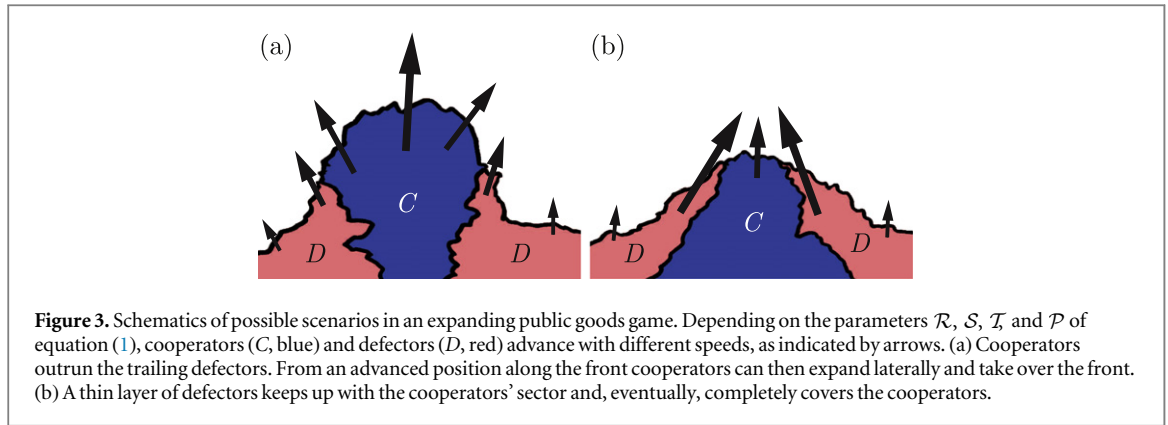 (a)
(b)
C
D
D
C
D
D
Figure 3. Schematics of possible scenarios in an expanding public goods game. Depending on the parameters R, S, T, and P of
equation (1), cooperators (C, blue) and defectors (D, red) advance with different speeds, as indicated by arrows. (a) Cooperators
outrun the trailing defectors. From an advanced position along the front cooperators can then expand laterally and take over the front.
(b) A thin layer of defectors keeps up with the cooperators' sector and, eventually, completely covers the cooperators.